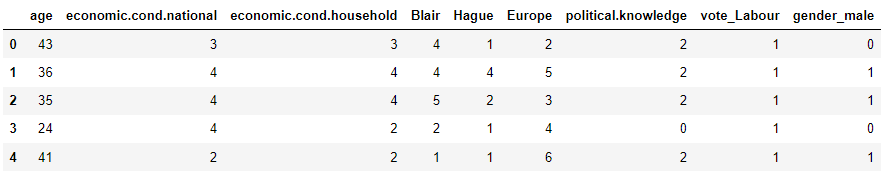 age economic.cond.national economic.cond.household Blair Hague Europe political.knowledge vote_Labour gender_male
0 43 3 3 4 1 2 2 1 0
1 36 4 4 4 4 5 2 1 1
2 35 4 4 5 2 3 2 1 1
3 24 4 2 2 1 4 0 1 0
4 41 2 2 1 1 6 2 1 1